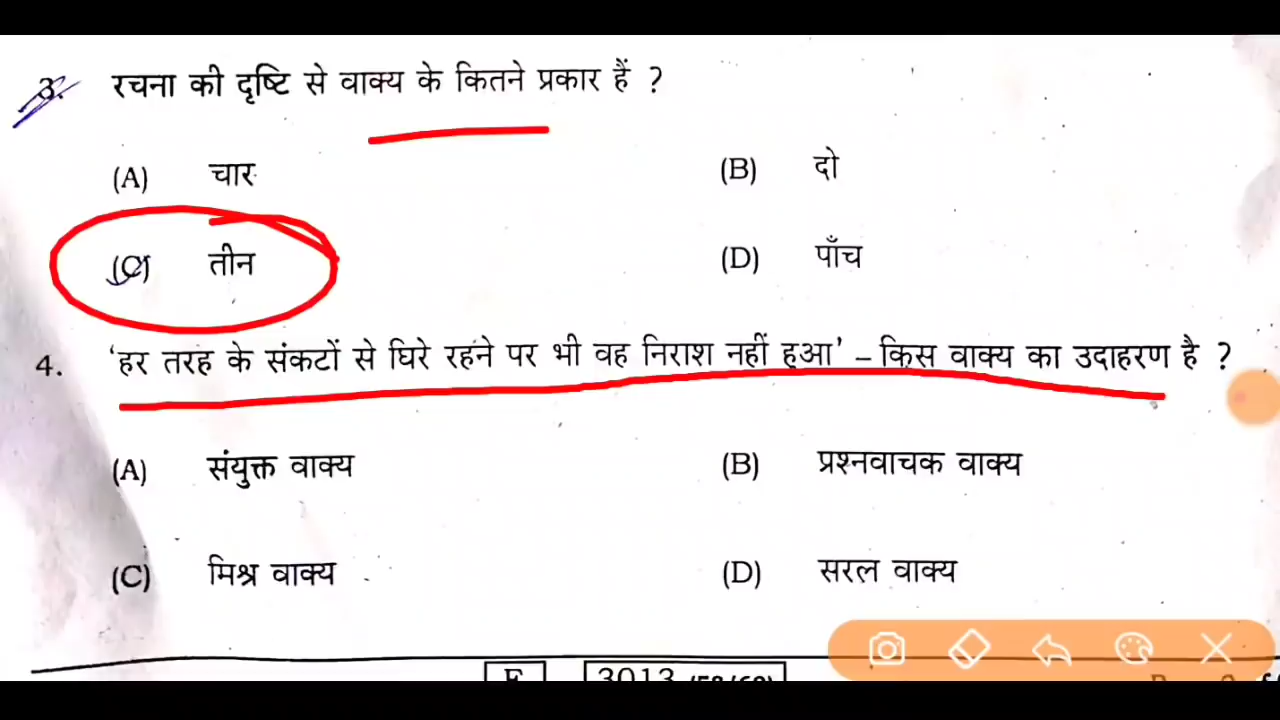 3. रचना की दृष्टि से वाक्य के कितने प्रकार हैं ?
(A) चार (B) दो
(C) तीन (D) पाँच
4. 'हर तरह के संकटों से घिरे रहने पर भी वह निराश नहीं हुआ' – किस वाक्य का उदाहरण है ?
(A) संयुक्त वाक्य (B) प्रश्नवाचक वाक्य
(C) मिश्र वाक्य (D) सरल वाक्य